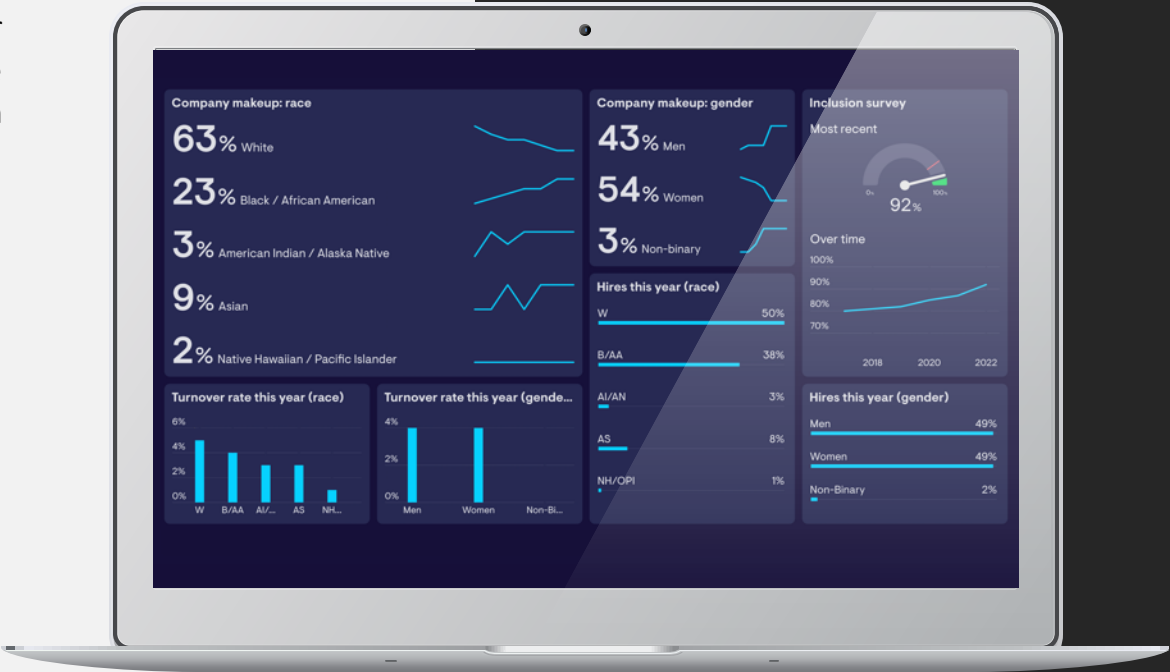 Company makeup: race
63% White
23% Black / African American
3% American Indian / Alaska Native
9% Asian
2% Native Hawaiian / Pacific Islander
Company makeup: gender
43% Men
54% Women
3% Non-binary
Inclusion survey
Most recent
0% 100%
92%
Over time
100%
90%
80%
70%
2018 2020 2022
Hires this year (race)
W 50%
B/AA 38%
AI/AN 3%
AS 8%
NH/OPI 1%
Turnover rate this year (race)
6%
4%
2%
0%
W B/AA AI/... AS NH...
Turnover rate this year (gende...
4%
2%
0%
Men Women Non-Bi...
Hires this year (gender)
Men 49%
Women 49%
Non-Binary 2%